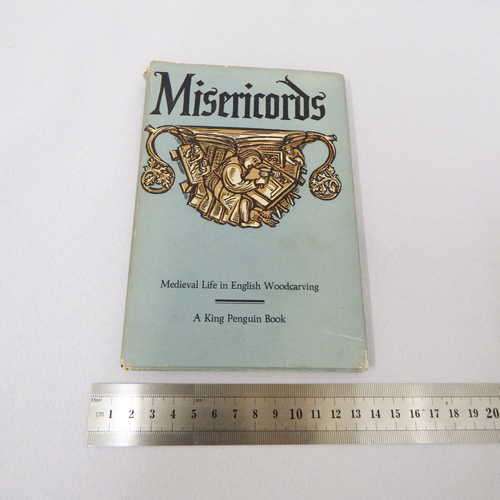 Misericords
Medieval Life in English Woodcarving
A King Penguin Book
cm 1 2 3 4 5 6 7 8 9 10 11 12 13 14 15 16 17 18 19 20